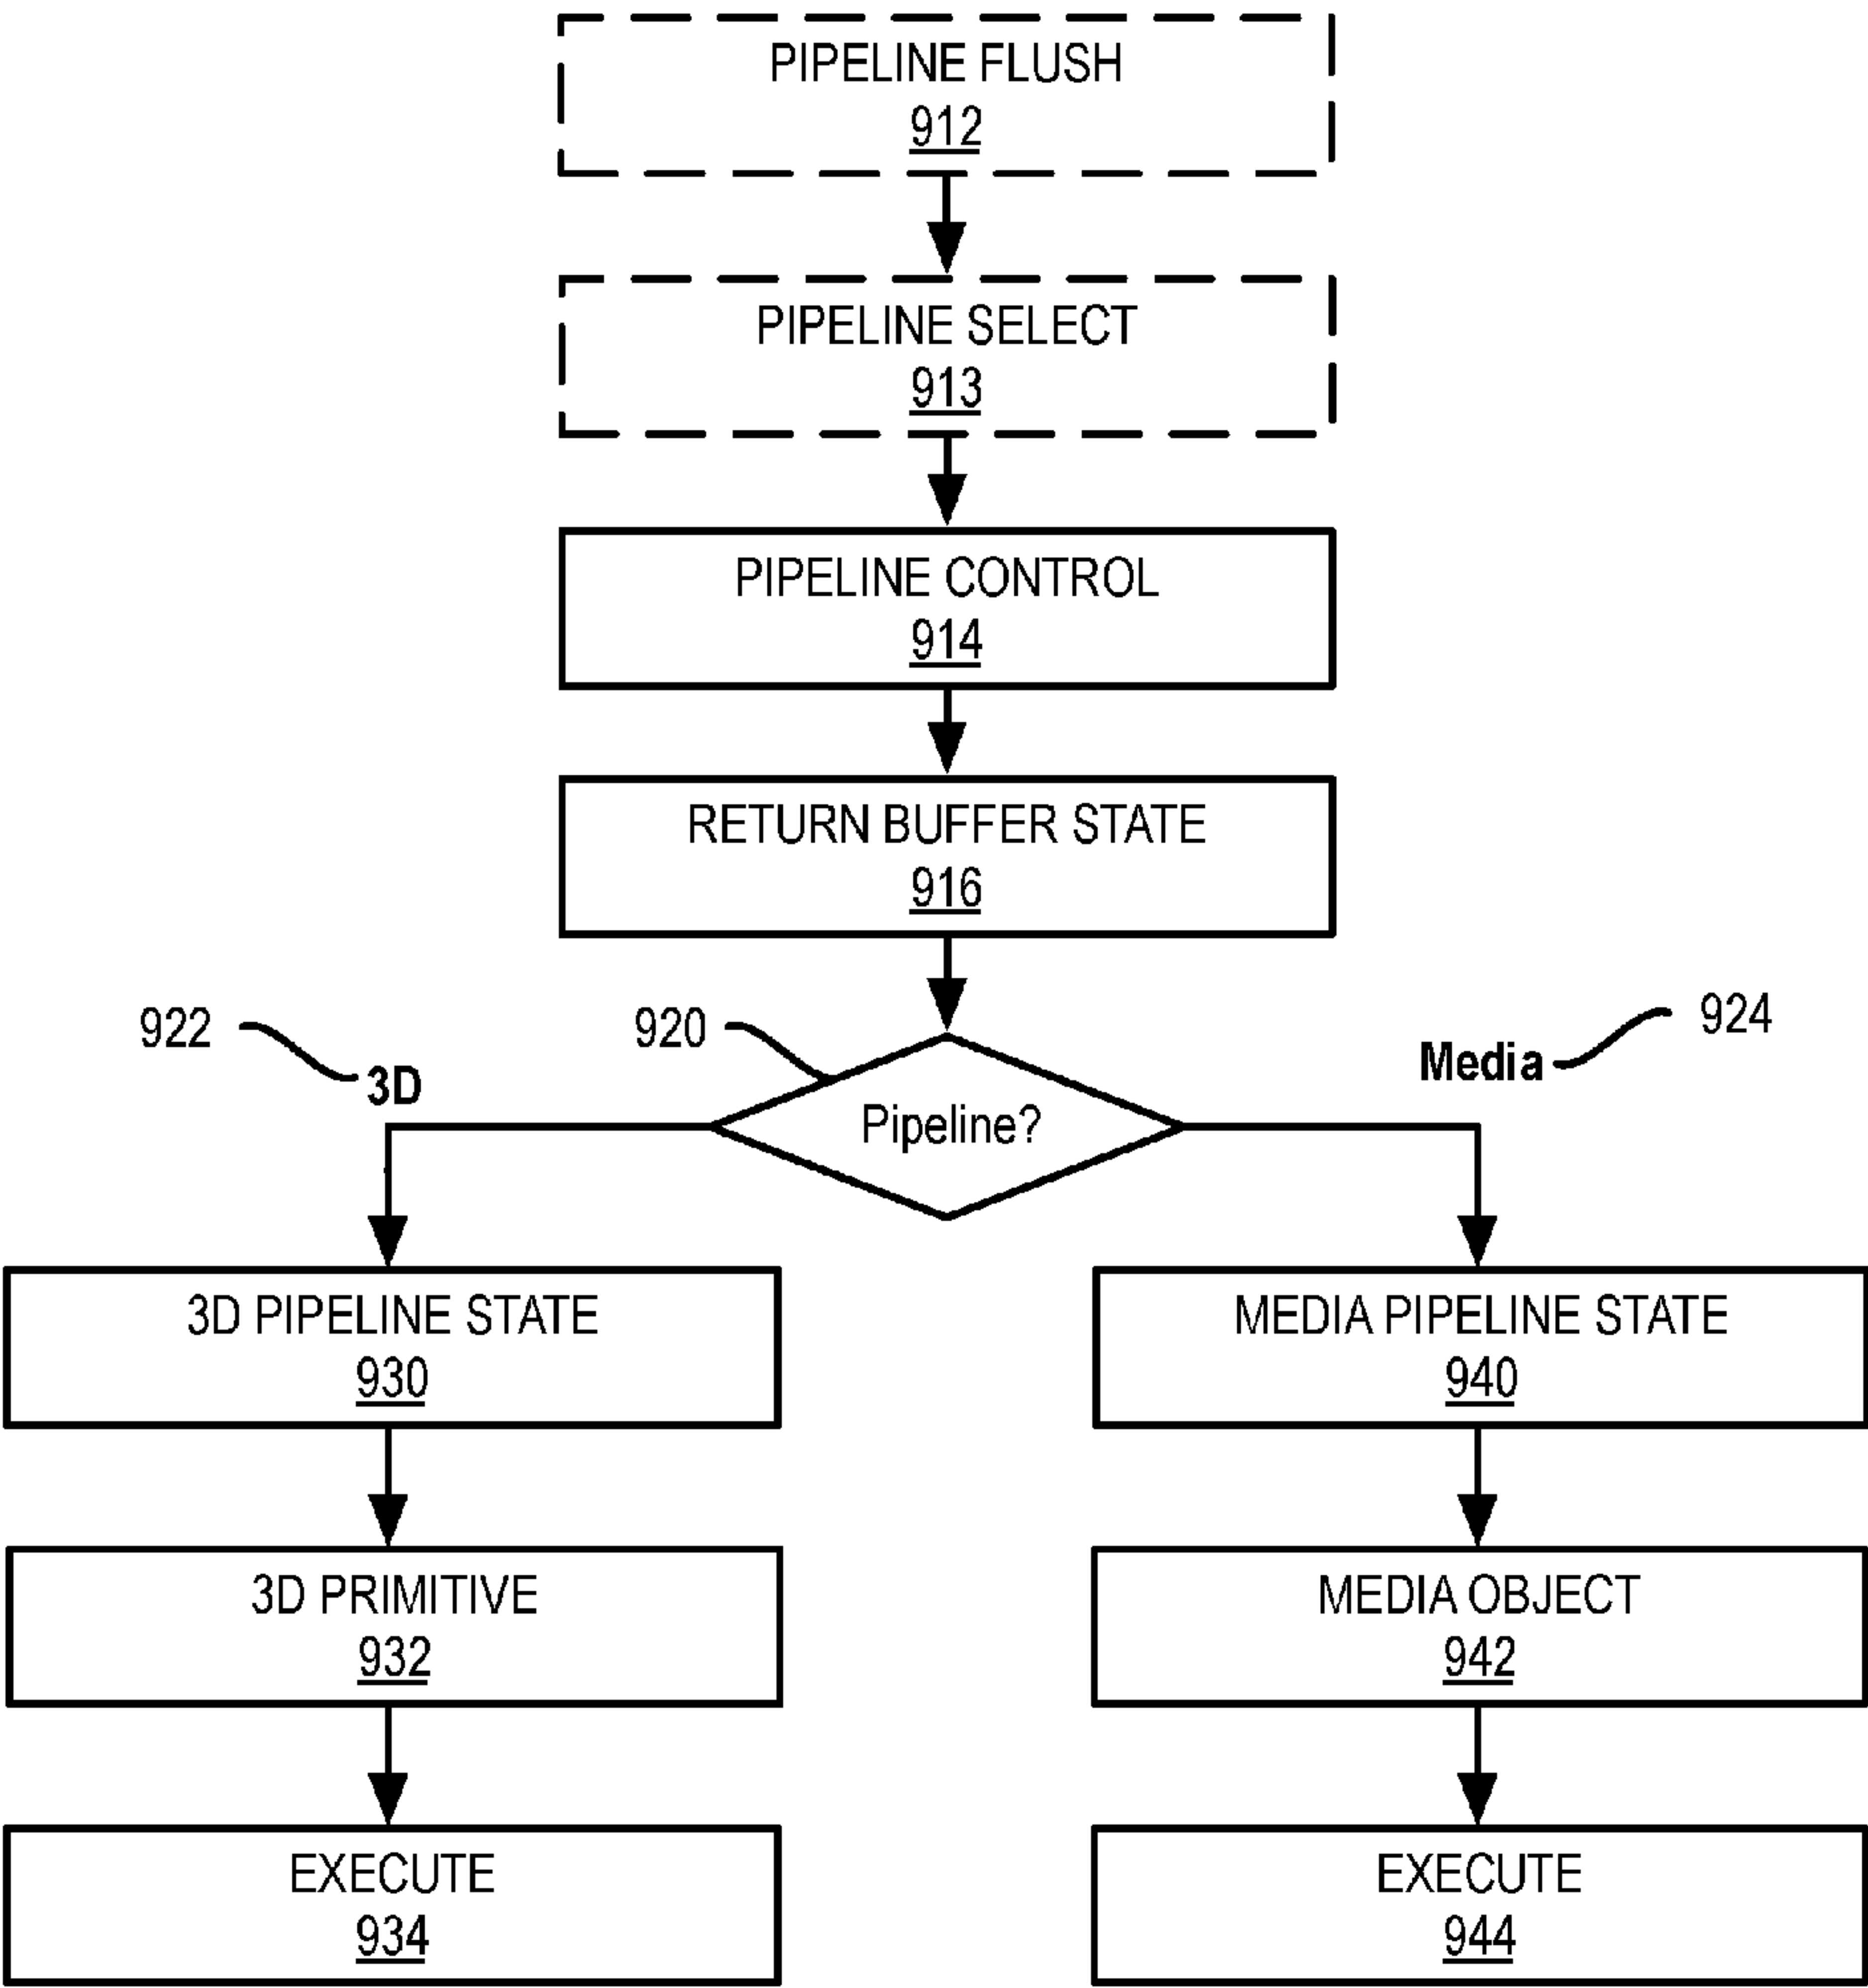 PIPELINE FLUSH
912
PIPELINE SELECT
913
PIPELINE CONTROL
914
RETURN BUFFER STATE
916
922
920
924
3D
Media
Pipeline?
3D PIPELINE STATE
930
MEDIA PIPELINE STATE
940
3D PRIMITIVE
932
MEDIA OBJECT
942
EXECUTE
934
EXECUTE
944